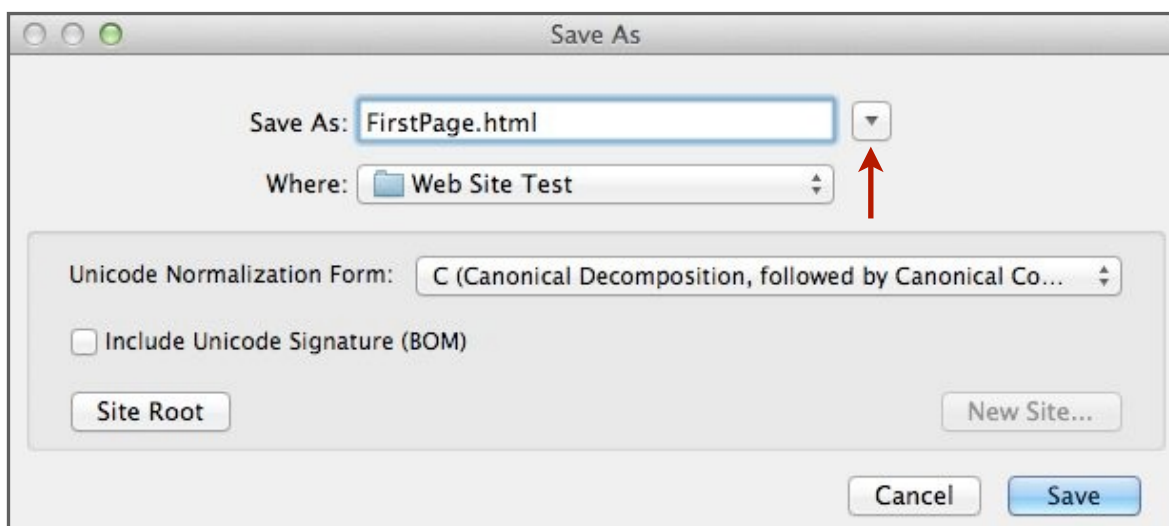 Save As
Save As: FirstPage.html
Where: Web Site Test
Unicode Normalization Form: C (Canonical Decomposition, followed by Canonical Co...
Include Unicode Signature (BOM)
Site Root New Site...
Cancel Save